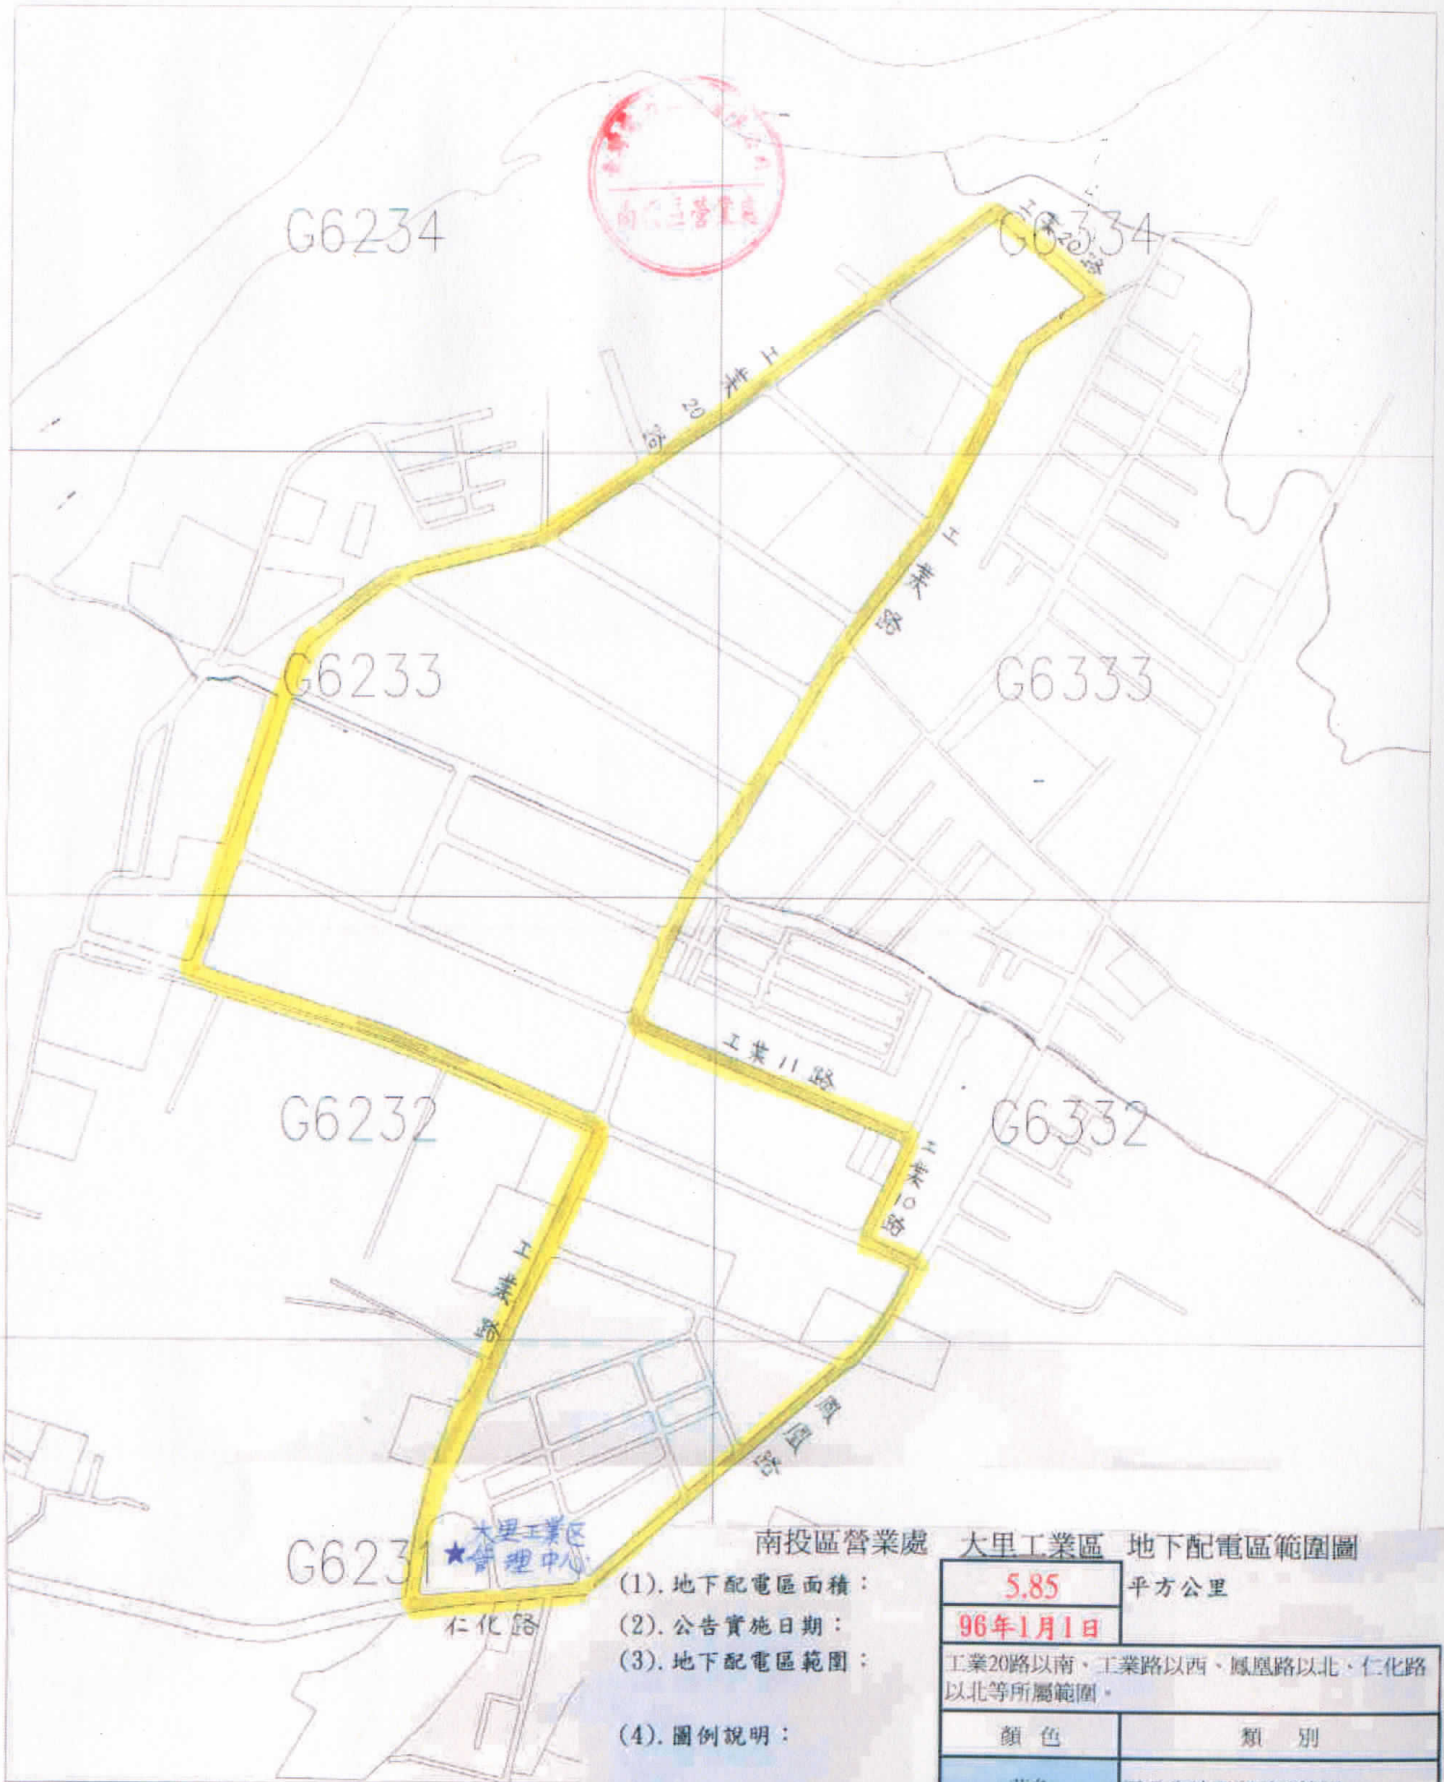 南投區營業處
G6234
G6334
工業20路
工業20路
工業路
G6233
G6333
工業11路
G6232
G6332
工業10路
工業路
鳳凰路
G6231
★大里工業区
管理中心
仁化路
南投區營業處 大里工業區 地下配電區範圍圖
(1).地下配電區面積： 5.85 平方公里
(2).公告實施日期： 96年1月1日
(3).地下配電區範圍： 工業20路以南、工業路以西、鳳凰路以北、仁化路
以北等所屬範圍。
(4).圖例說明： 顏色 類別